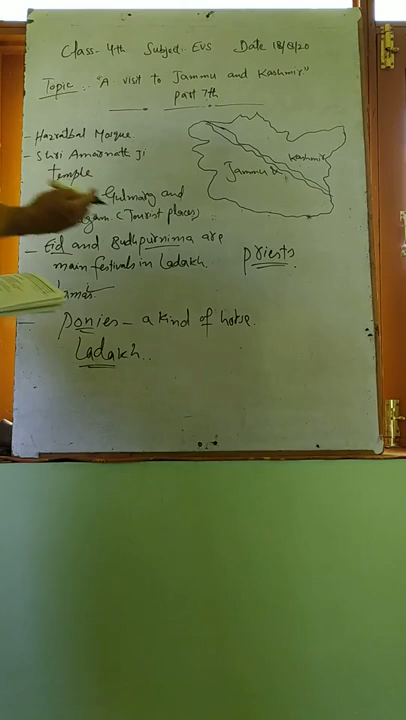 Class- 4th Subject:. EVS Date 18/8/20
Topic:. "A visit to Jammu and Kashmir"
Part 7th
- Hazratbal Mosque
- Shri Amarnath Ji
Temple
Gulmarg and
(Tourist places)
Jammu &
Kashmir
- Eid and Budhpurnima are
main festivals in Ladakh.
priests
Lamas
- Ponies - a kind of horse.
Ladakh..